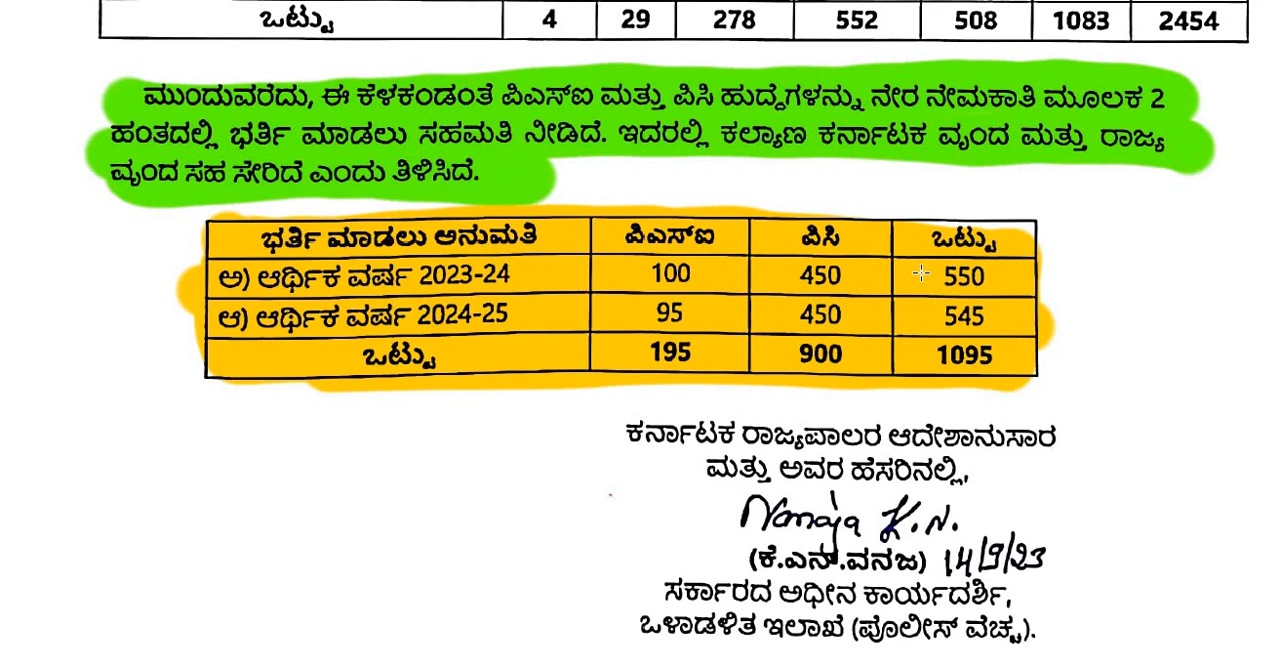 ಒಟ್ಟು 4 29 278 552 508 1083 2454
ಮುಂದುವರೆದು, ಈ ಕೆಳಕಂಡಂತೆ ಪಿಎಸ್ಐ ಮತ್ತು ಪಿಸಿ ಹುದ್ದೆಗಳನ್ನು ನೇರ ನೇಮಕಾತಿ ಮೂಲಕ 2
ಹಂತದಲ್ಲಿ ಭರ್ತಿ ಮಾಡಲು ಸಹಮತಿ ನೀಡಿದೆ. ಇದರಲ್ಲಿ ಕಲ್ಯಾಣ ಕರ್ನಾಟಕ ವೃಂದ ಮತ್ತು ರಾಜ್ಯ
ವೃಂದ ಸಹ ಸೇರಿದೆ ಎಂದು ತಿಳಿಸಿದೆ.
ಭರ್ತಿ ಮಾಡಲು ಅನುಮತಿ ಪಿಎಸ್ಐ ಪಿಸಿ ಒಟ್ಟು
ಅ) ಆರ್ಥಿಕ ವರ್ಷ 2023-24 100 450 550
ಆ) ಆರ್ಥಿಕ ವರ್ಷ 2024-25 95 450 545
ಒಟ್ಟು 195 900 1095
ಕರ್ನಾಟಕ ರಾಜ್ಯಪಾಲರ ಆದೇಶಾನುಸಾರ
ಮತ್ತು ಅವರ ಹೆಸರಿನಲ್ಲಿ,
K.N.
(ಕೆ.ಎನ್.ವನಜ) 14/9/23
ಸರ್ಕಾರದ ಅಧೀನ ಕಾರ್ಯದರ್ಶಿ,
ಒಳಾಡಳಿತ ಇಲಾಖೆ (ಪೊಲೀಸ್ ವೆಚ್ಚ).